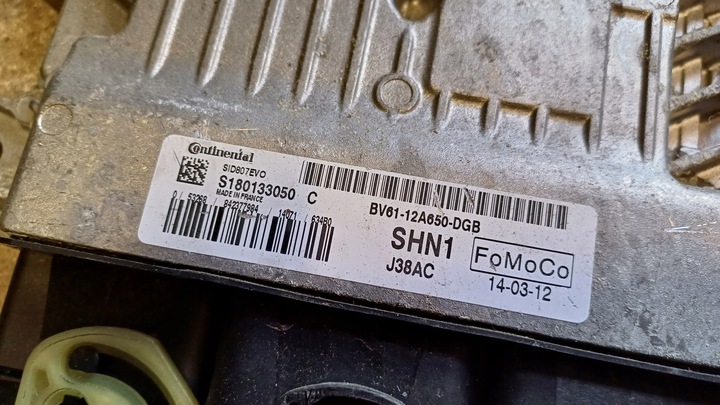 Continental
SID807EVO
S180133050 C
MADE IN FRANCE
BV61-12A650-DGB
SHN1
J38AC
FoMoCo
14-03-12